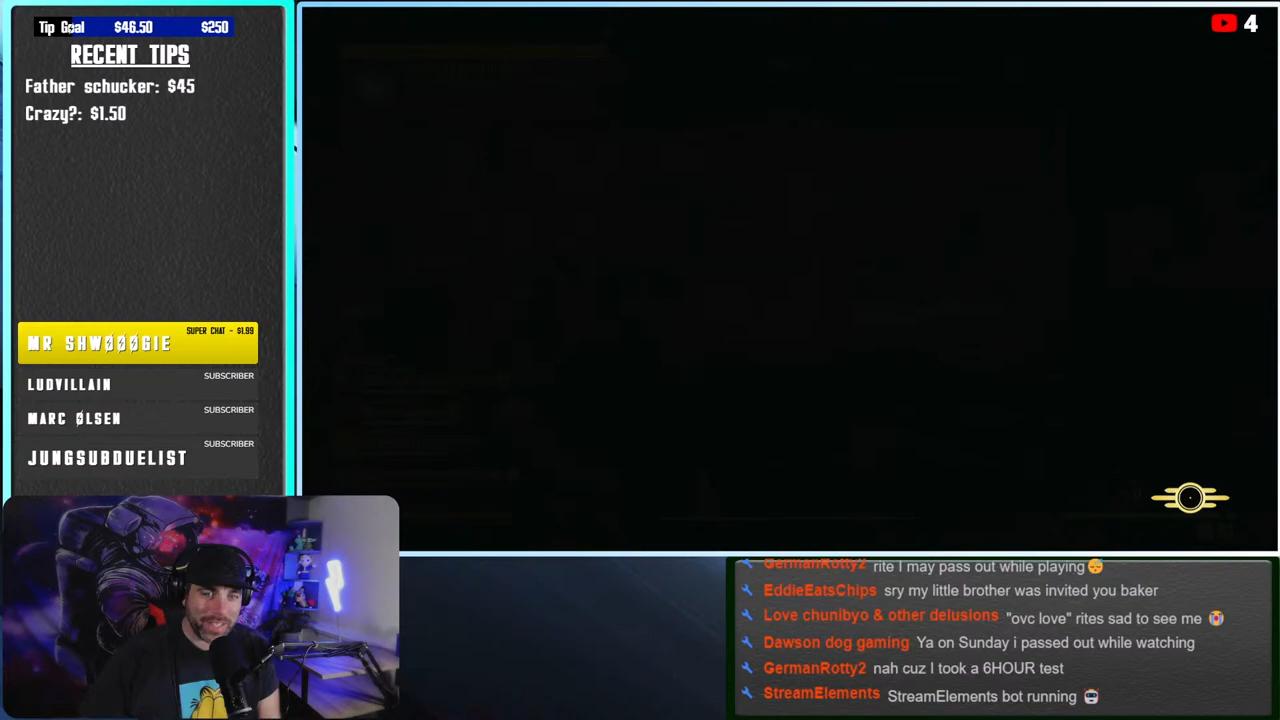 Tip Goal $46.50 $250
RECENT TIPS
Father schucker: $45
Crazy?: $1.50
SUPER CHAT - $1.99
MR SHWØØØGIE
SUBSCRIBER
LUDVILLAIN
SUBSCRIBER
MARC ØLSEN
SUBSCRIBER
JUNGSUBDUELIST
4
GermanRotty2 rite I may pass out while playing😴
EddieEatsChips sry my little brother was invited you baker
Love chunibyo & other delusions "ovc love" rites sad to see me 😭
Dawson dog gaming Ya on Sunday i passed out while watching
GermanRotty2 nah cuz I took a 6HOUR test
StreamElements StreamElements bot running 🤖